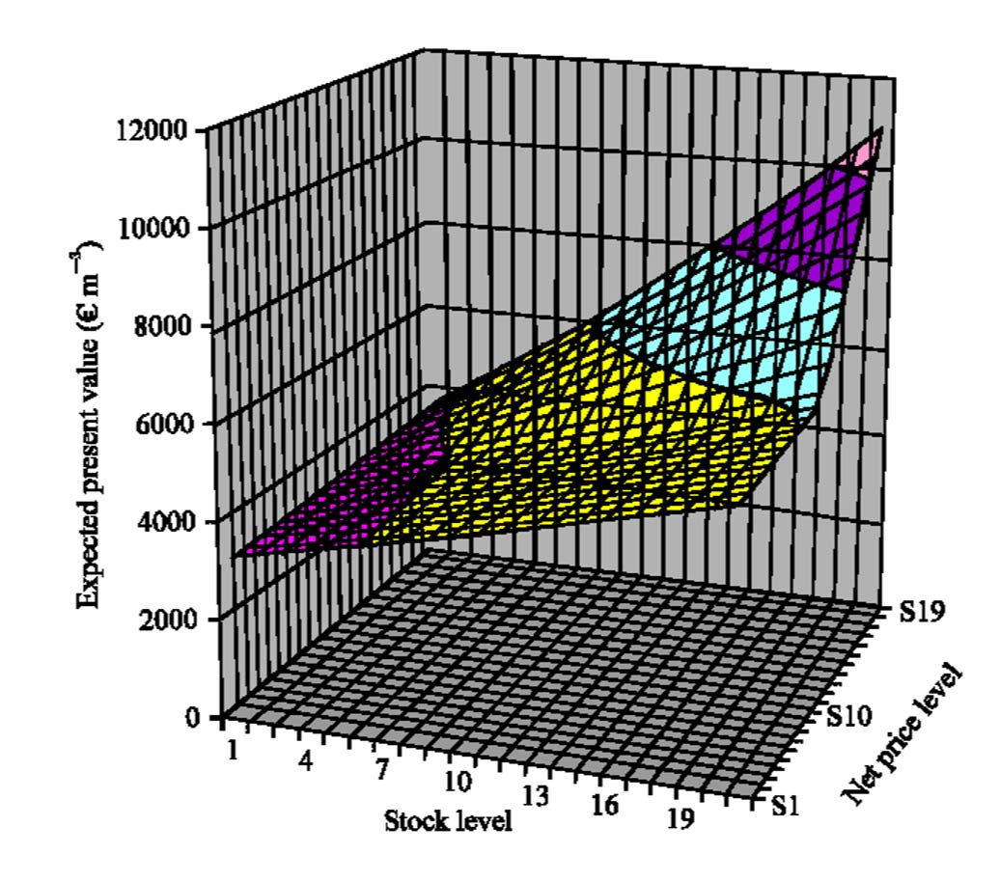 12000
10000
8000
6000
4000
2000
0
Expected present value (€ m⁻³)
1
4
7
10
13
16
19
Stock level
S1
S10
S19
Net price level